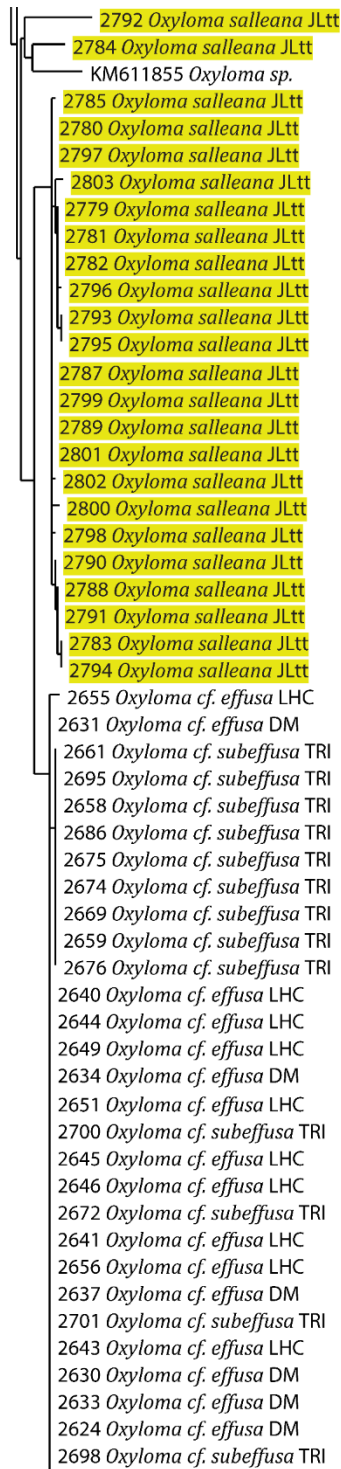 2792 Oxyloma salleana JLtt
2784 Oxyloma salleana JLtt
KM611855 Oxyloma sp.
2785 Oxyloma salleana JLtt
2780 Oxyloma salleana JLtt
2797 Oxyloma salleana JLtt
2803 Oxyloma salleana JLtt
2779 Oxyloma salleana JLtt
2781 Oxyloma salleana JLtt
2782 Oxyloma salleana JLtt
2796 Oxyloma salleana JLtt
2793 Oxyloma salleana JLtt
2795 Oxyloma salleana JLtt
2787 Oxyloma salleana JLtt
2799 Oxyloma salleana JLtt
2789 Oxyloma salleana JLtt
2801 Oxyloma salleana JLtt
2802 Oxyloma salleana JLtt
2800 Oxyloma salleana JLtt
2798 Oxyloma salleana JLtt
2790 Oxyloma salleana JLtt
2788 Oxyloma salleana JLtt
2791 Oxyloma salleana JLtt
2783 Oxyloma salleana JLtt
2794 Oxyloma salleana JLtt
2655 Oxyloma cf. effusa LHC
2631 Oxyloma cf. effusa DM
2661 Oxyloma cf. subeffusa TRI
2695 Oxyloma cf. subeffusa TRI
2658 Oxyloma cf. subeffusa TRI
2686 Oxyloma cf. subeffusa TRI
2675 Oxyloma cf. subeffusa TRI
2674 Oxyloma cf. subeffusa TRI
2669 Oxyloma cf. subeffusa TRI
2659 Oxyloma cf. subeffusa TRI
2676 Oxyloma cf. subeffusa TRI
2640 Oxyloma cf. effusa LHC
2644 Oxyloma cf. effusa LHC
2649 Oxyloma cf. effusa LHC
2634 Oxyloma cf. effusa DM
2651 Oxyloma cf. effusa LHC
2700 Oxyloma cf. subeffusa TRI
2645 Oxyloma cf. effusa LHC
2646 Oxyloma cf. effusa LHC
2672 Oxyloma cf. subeffusa TRI
2641 Oxyloma cf. effusa LHC
2656 Oxyloma cf. effusa LHC
2637 Oxyloma cf. effusa DM
2701 Oxyloma cf. subeffusa TRI
2643 Oxyloma cf. effusa LHC
2630 Oxyloma cf. effusa DM
2633 Oxyloma cf. effusa DM
2624 Oxyloma cf. effusa DM
2698 Oxyloma cf. subeffusa TRI